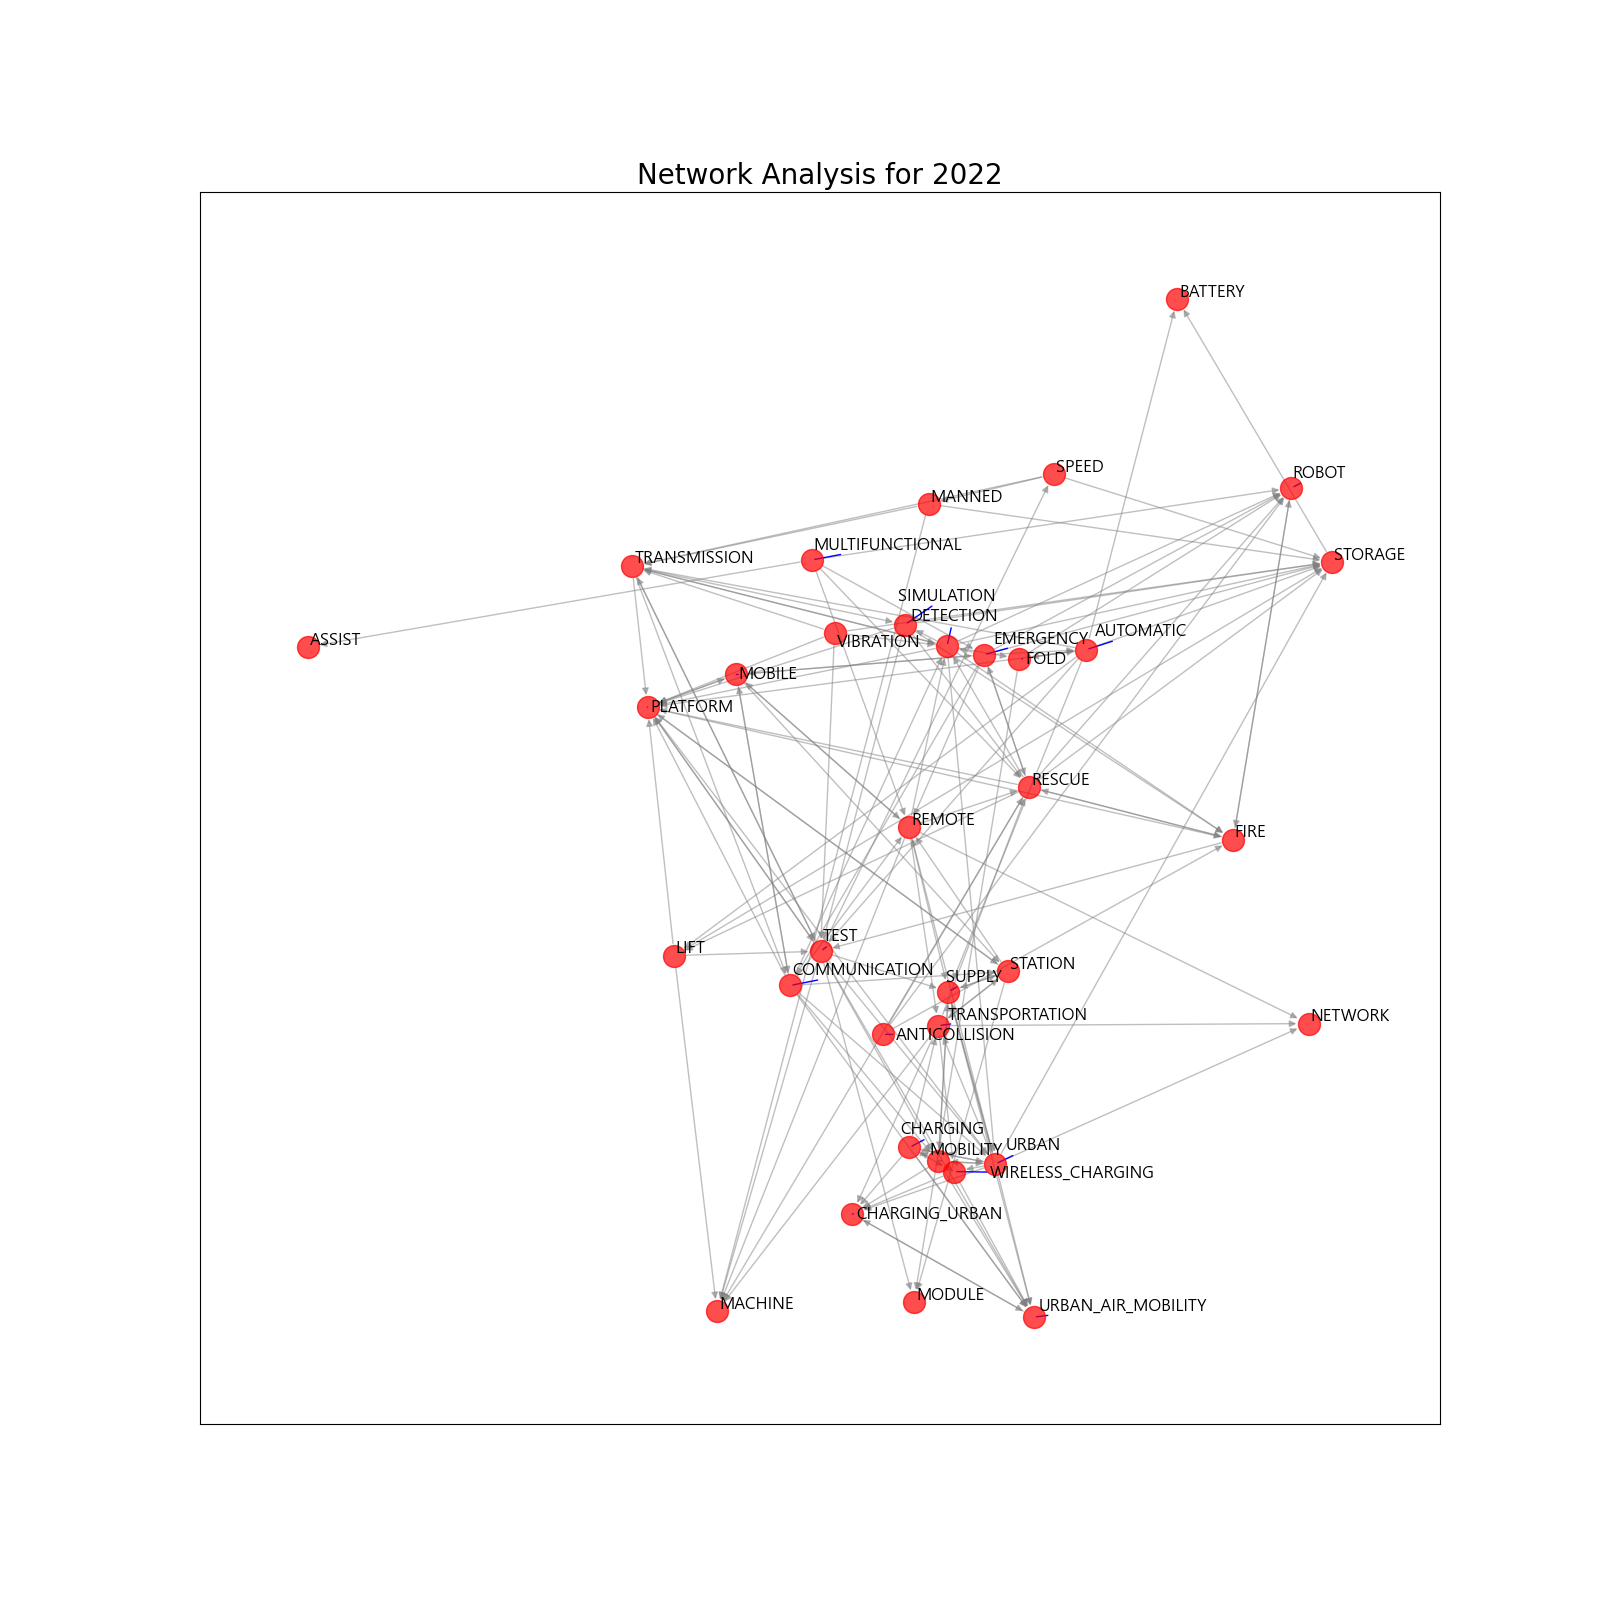 Network Analysis for 2022
BATTERY
SPEED
ROBOT
MANNED
MULTIFUNCTIONAL
TRANSMISSION
STORAGE
SIMULATION
DETECTION
AUTOMATIC
ASSIST
VIBRATION
EMERGENCY
FOLD
MOBILE
PLATFORM
RESCUE
REMOTE
FIRE
TEST
LIFT
COMMUNICATION
STATION
SUPPLY
TRANSPORTATION
NETWORK
ANTICOLLISION
CHARGING
MOBILITY
URBAN
WIRELESS_CHARGING
CHARGING_URBAN
MODULE
MACHINE
URBAN_AIR_MOBILITY